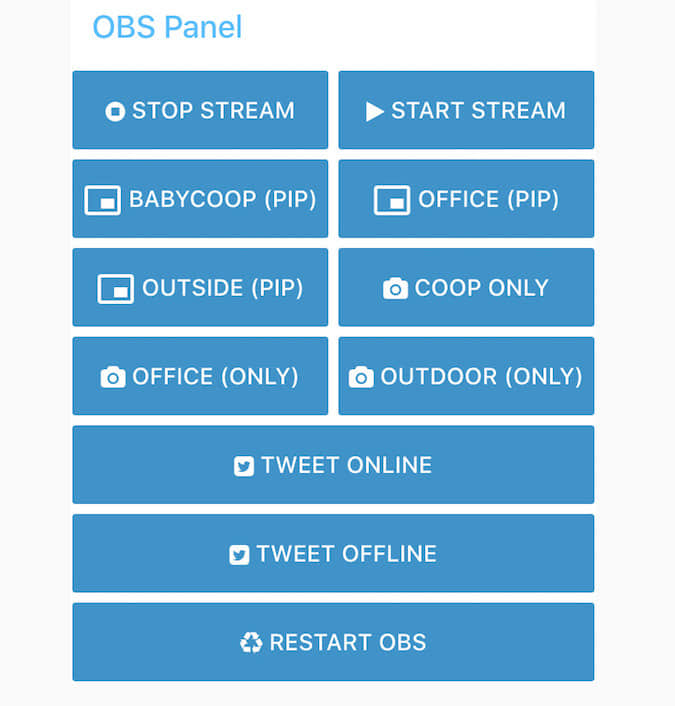 OBS Panel
STOP STREAM
START STREAM
BABYCOOP (PIP)
OFFICE (PIP)
OUTSIDE (PIP)
COOP ONLY
OFFICE (ONLY)
OUTDOOR (ONLY)
TWEET ONLINE
TWEET OFFLINE
RESTART OBS